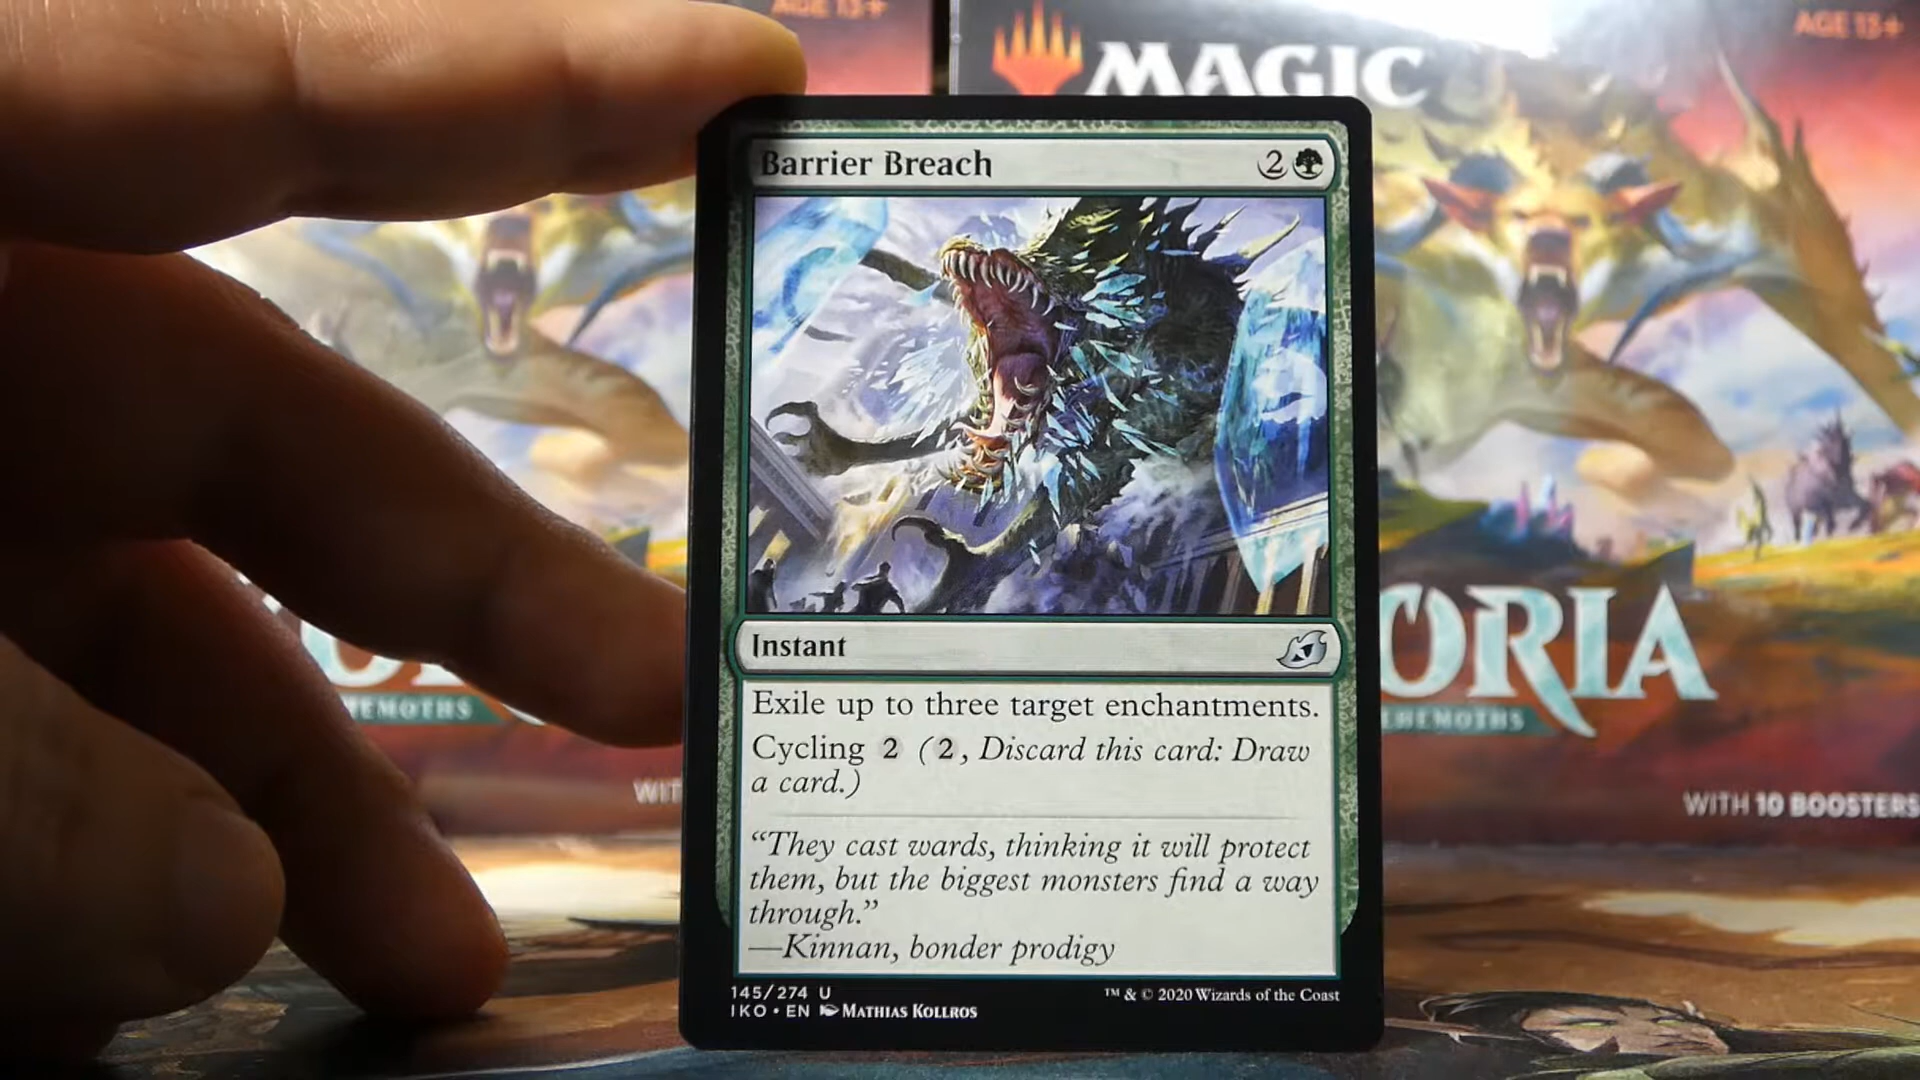 AGE 13+
AGE 13+
MAGIC
Barrier Breach 2
Instant
Exile up to three target enchantments.
Cycling 2 (2, Discard this card: Draw
a card.)
“They cast wards, thinking it will protect
them, but the biggest monsters find a way
through.”
—Kinnan, bonder prodigy
145/274 U
IKO • EN Mathias Kollros
™ & © 2020 Wizards of the Coast
ORIA
EHEMOTHS
EMOTHS
WIT
WITH 10 BOOSTERS